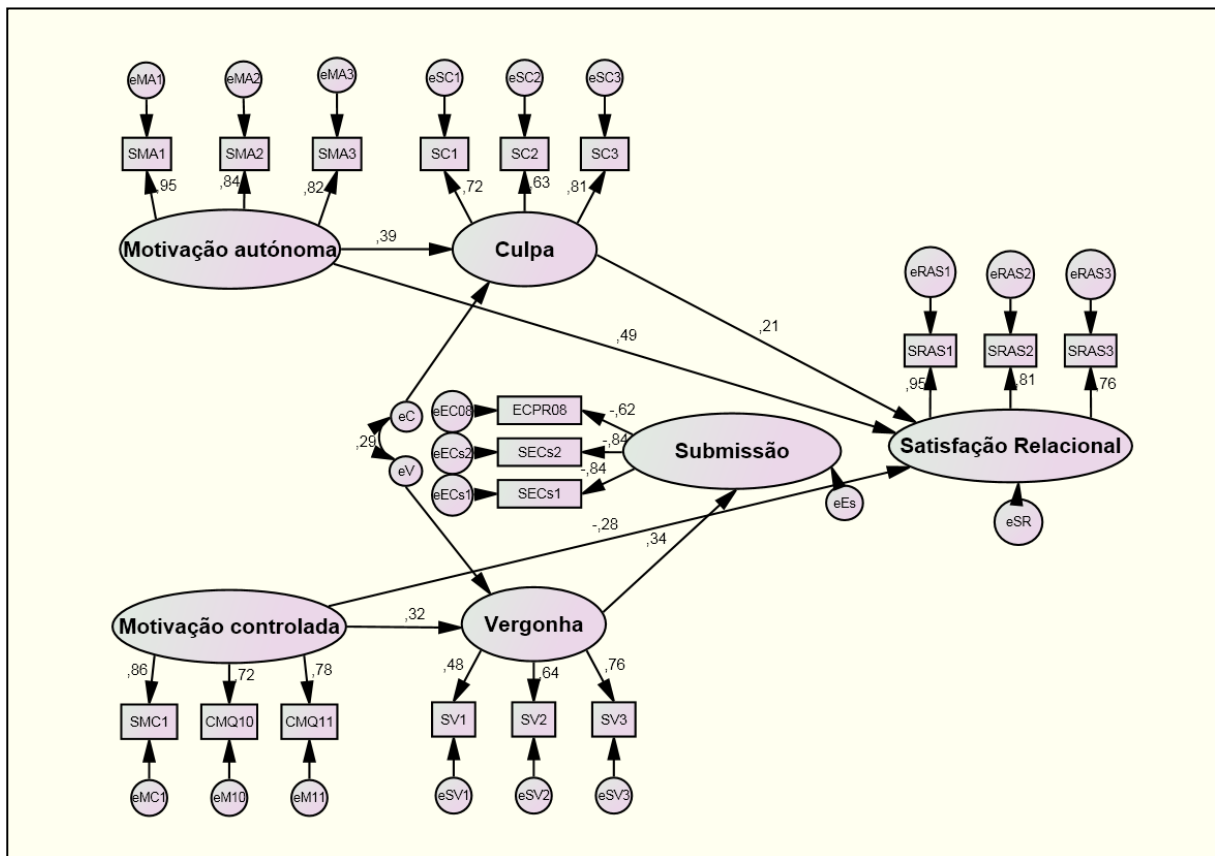 eMA1
eMA2
eMA3
eSC1
eSC2
eSC3
SMA1
SMA2
SMA3
SC1
SC2
SC3
,95
,84
,82
,72
,63
,81
Motivação autónoma
,39
Culpa
eRAS1
eRAS2
eRAS3
,21
,49
SRAS1
SRAS2
SRAS3
,95
,81
,76
eC
eEC08
ECPR08
-,62
,29
eECs2
SECs2
-,84
Submissão
Satisfação Relacional
eV
eECs1
SECs1
-,84
eEs
eSR
-,28
,34
Motivação controlada
,32
Vergonha
,86
,72
,78
,48
,64
,76
SMC1
CMQ10
CMQ11
SV1
SV2
SV3
eMC1
eM10
eM11
eSV1
eSV2
eSV3